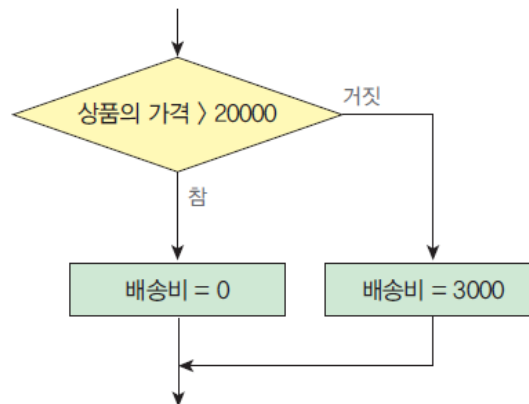 상품의 가격 > 20000
거짓
참
배송비 = 0
배송비 = 3000